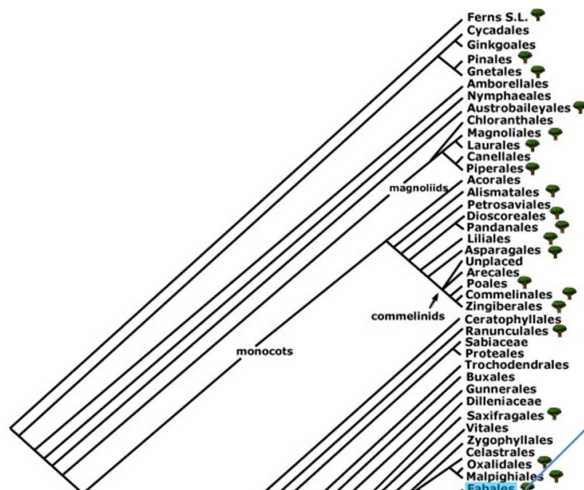 Ferns S.L.
Cycadales
Ginkgoales
Pinales
Gnetales
Amborellales
Nymphaeales
Austrobaileyales
Chloranthales
Magnoliales
Laurales
Canellales
Piperales
magnoliids
Acorales
Alismatales
Petrosaviales
Dioscoreales
Pandanales
Liliales
Asparagales
Unplaced
Arecales
Poales
Commelinales
Zingiberales
commelinids
Ceratophyllales
Ranunculales
Sabiaceae
monocots
Proteales
Trochodendrales
Buxales
Gunnerales
Dilleniaceae
Saxifragales
Vitales
Zygophyllales
Celastrales
Oxalidales
Malpighiales
Fabales